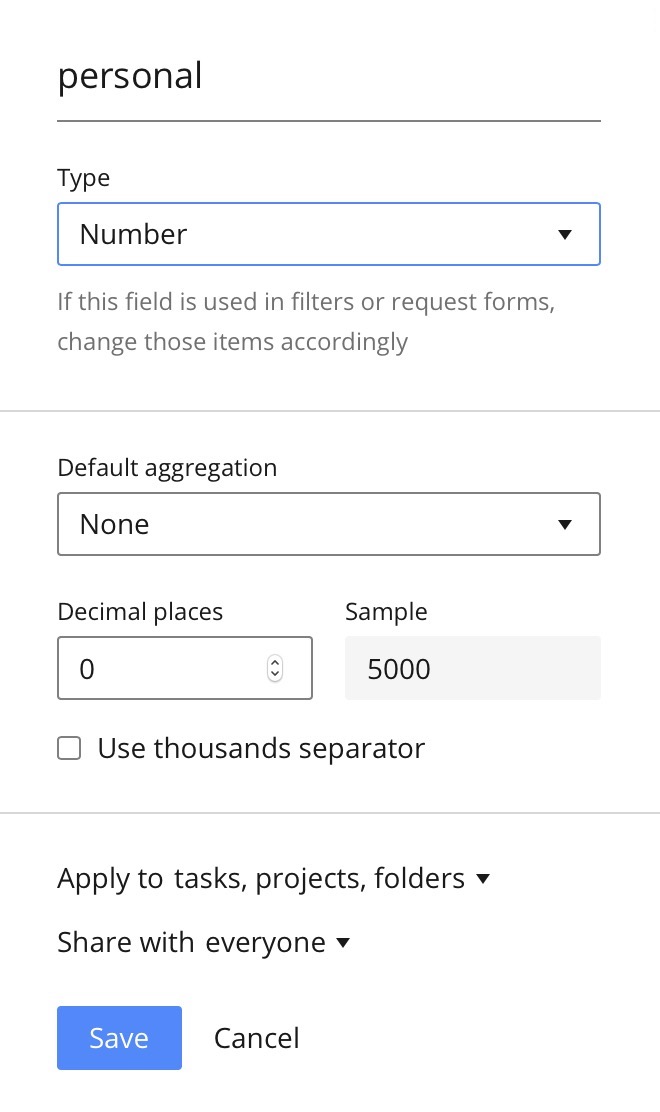 personal
Type
Number
If this field is used in filters or request forms,
change those items accordingly
Default aggregation
None
Decimal places Sample
0 5000
Use thousands separator
Apply to tasks, projects, folders
Share with everyone
Save Cancel